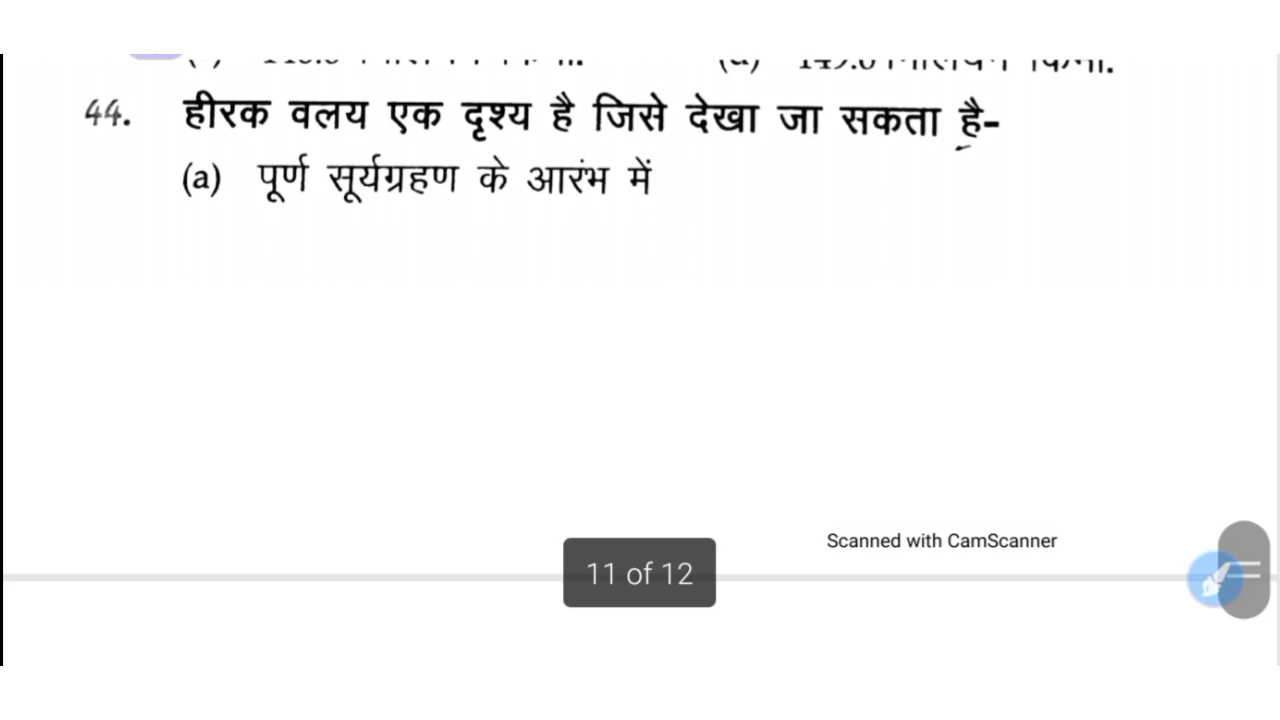 44. हीरक वलय एक दृश्य है जिसे देखा जा सकता है-
(a) पूर्ण सूर्यग्रहण के आरंभ में
Scanned with CamScanner
11 of 12